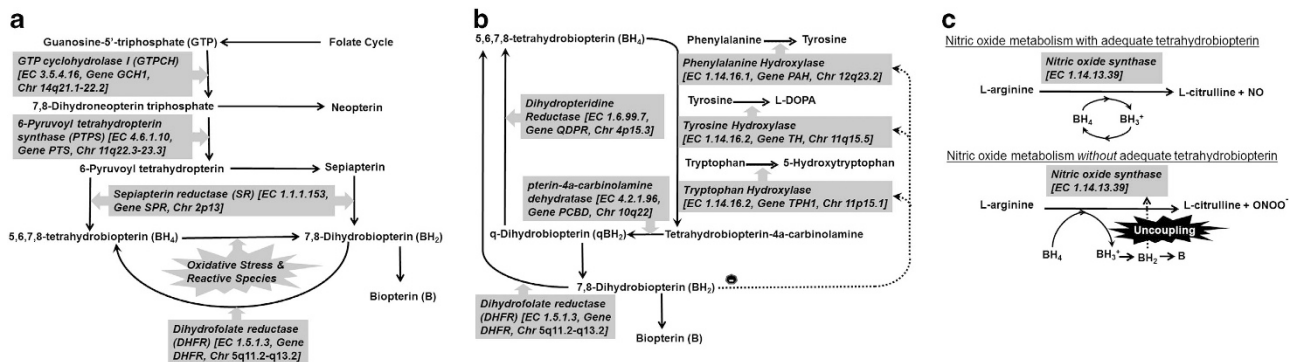 a
Guanosine-5'-triphosphate (GTP)
Folate Cycle
GTP cyclohydrolase I (GTPCH)
[EC 3.5.4.16, Gene GCH1,
Chr 14q21.1-22.2]
7,8-Dihydroneopterin triphosphate
Neopterin
6-Pyruvoyl tetrahydropterin
synthase (PTPS) [EC 4.6.1.10,
Gene PTS, Chr 11q22.3-23.3]
6-Pyruvoyl tetrahydropterin
Sepiapterin
Sepiapterin reductase (SR) [EC 1.1.1.153,
Gene SPR, Chr 2p13]
5,6,7,8-tetrahydrobiopterin (BH4)
7,8-Dihydrobiopterin (BH2)
Oxidative Stress &
Reactive Species
Biopterin (B)
Dihydrofolate reductase
(DHFR) [EC 1.5.1.3, Gene
DHFR, Chr 5q11.2-q13.2]
b
5,6,7,8-tetrahydrobiopterin (BH4)
Phenylalanine
Tyrosine
Phenylalanine Hydroxylase
[EC 1.14.16.1, Gene PAH, Chr 12q23.2]
Dihydropteridine
Reductase [EC 1.6.99.7,
Gene QDPR, Chr 4p15.3]
Tyrosine
L-DOPA
Tyrosine Hydroxylase
[EC 1.14.16.2, Gene TH, Chr 11q15.5]
Tryptophan
5-Hydroxytryptophan
pterin-4a-carbinolamine
dehydratase [EC 4.2.1.96,
Gene PCBD, Chr 10q22]
Tryptophan Hydroxylase
[EC 1.14.16.2, Gene TPH1, Chr 11p15.1]
q-Dihydrobiopterin (qBH2)
Tetrahydrobiopterin-4a-carbinolamine
7,8-Dihydrobiopterin (BH2)
Dihydrofolate reductase
(DHFR) [EC 1.5.1.3, Gene
DHFR, Chr 5q11.2-q13.2]
Biopterin (B)
c
Nitric oxide metabolism with adequate tetrahydrobiopterin
Nitric oxide synthase
[EC 1.14.13.39]
L-arginine
L-citrulline + NO
BH4
BH3+
Nitric oxide metabolism without adequate tetrahydrobiopterin
Nitric oxide synthase
[EC 1.14.13.39]
L-arginine
L-citrulline + ONOO-
Uncoupling
BH4
BH3+
BH2
B